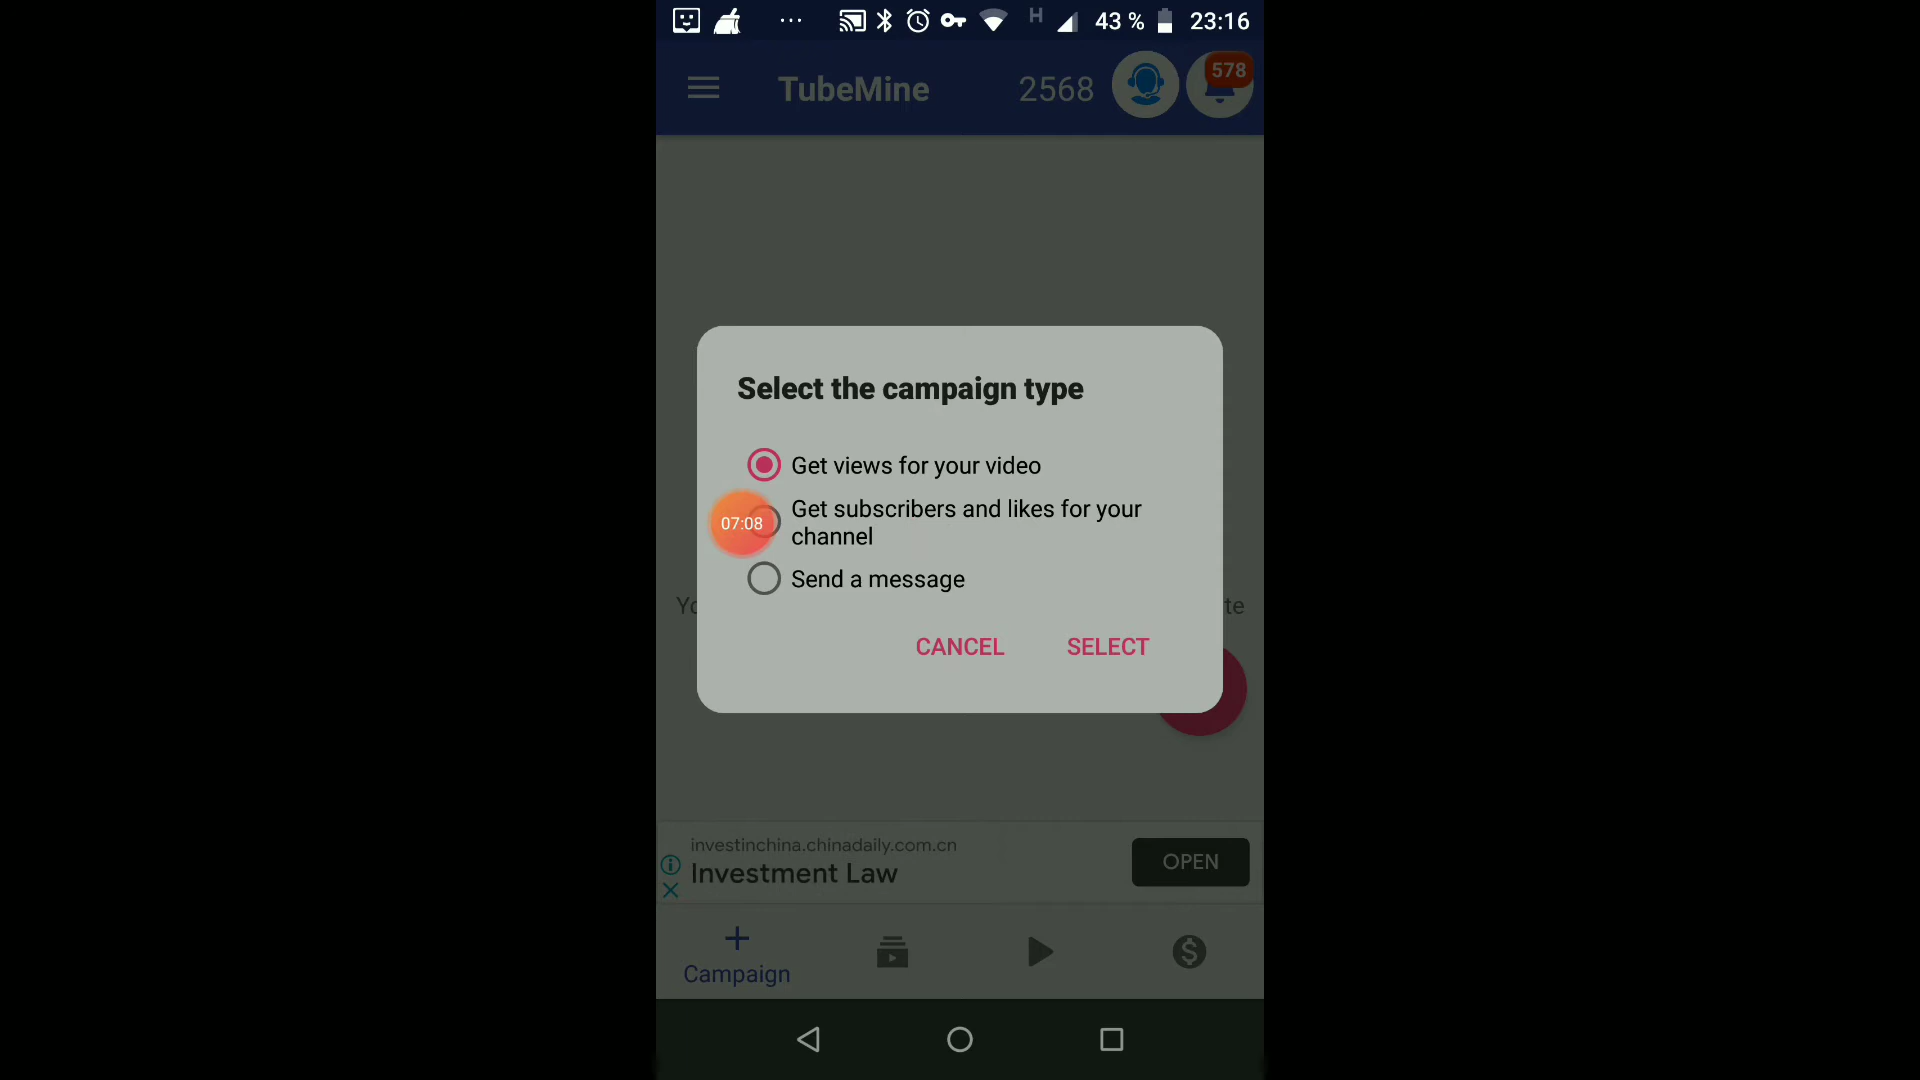 H 43 % 23:16
TubeMine 2568 578
Select the campaign type
Get views for your video
Get subscribers and likes for your
channel
07:08
Send a message
CANCEL SELECT
investinchina.chinadaily.com.cn
Investment Law
OPEN
Campaign